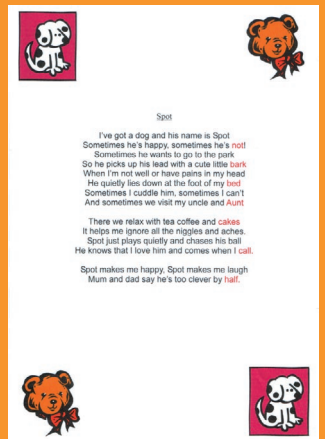 Spot
I've got a dog and his name is Spot
Sometimes he's happy, sometimes he's not!
Sometimes he wants to go to the park
So he picks up his lead with a cute little bark
When I'm not well or have pains in my head
He quietly lies down at the foot of my bed
Sometimes I cuddle him, sometimes I can't
And sometimes we visit my uncle and Aunt
There we relax with tea coffee and cakes
It helps me ignore all the niggles and aches.
Spot just plays quietly and chases his ball
He knows that I love him and comes when I call.
Spot makes me happy, Spot makes me laugh
Mum and dad say he's too clever by half.